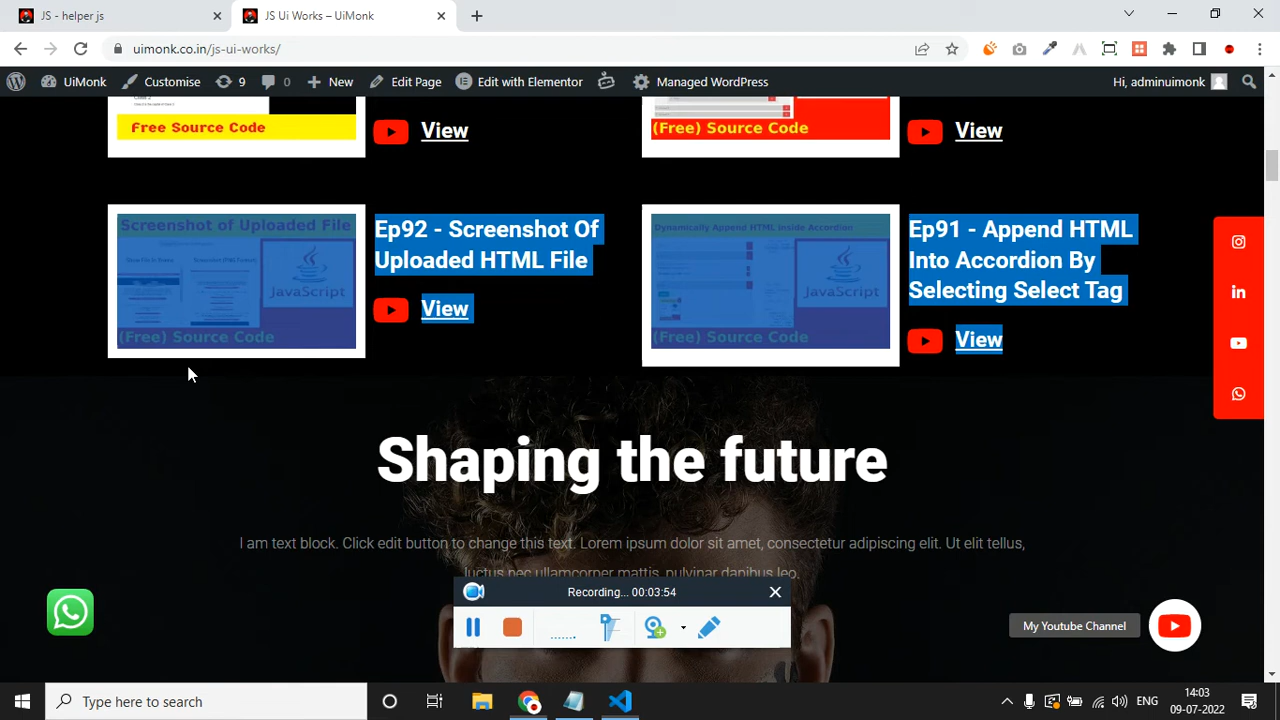 JS - helper js
JS Ui Works – UiMonk
uimonk.co.in/js-ui-works/
UiMonk
Customise
9
0
New
Edit Page
Edit with Elementor
Managed WordPress
Hi, adminuimonk
Free Source Code
View
(Free) Source Code
View
Screenshot of Uploaded File
JavaScript
(Free) Source Code
Ep92 - Screenshot Of
Uploaded HTML File
View
Dynamically Append HTML Inside Accordion
JavaScript
(Free) Source Code
Ep91 - Append HTML
Into Accordion By
Selecting Select Tag
View
Shaping the future
I am text block. Click edit button to change this text. Lorem ipsum dolor sit amet, consectetur adipiscing elit. Ut elit tellus,
luctus nec ullamcorper mattis, pulvinar dapibus leo.
Recording... 00:03:54
My Youtube Channel
Type here to search
ENG
14:03
09-07-2022